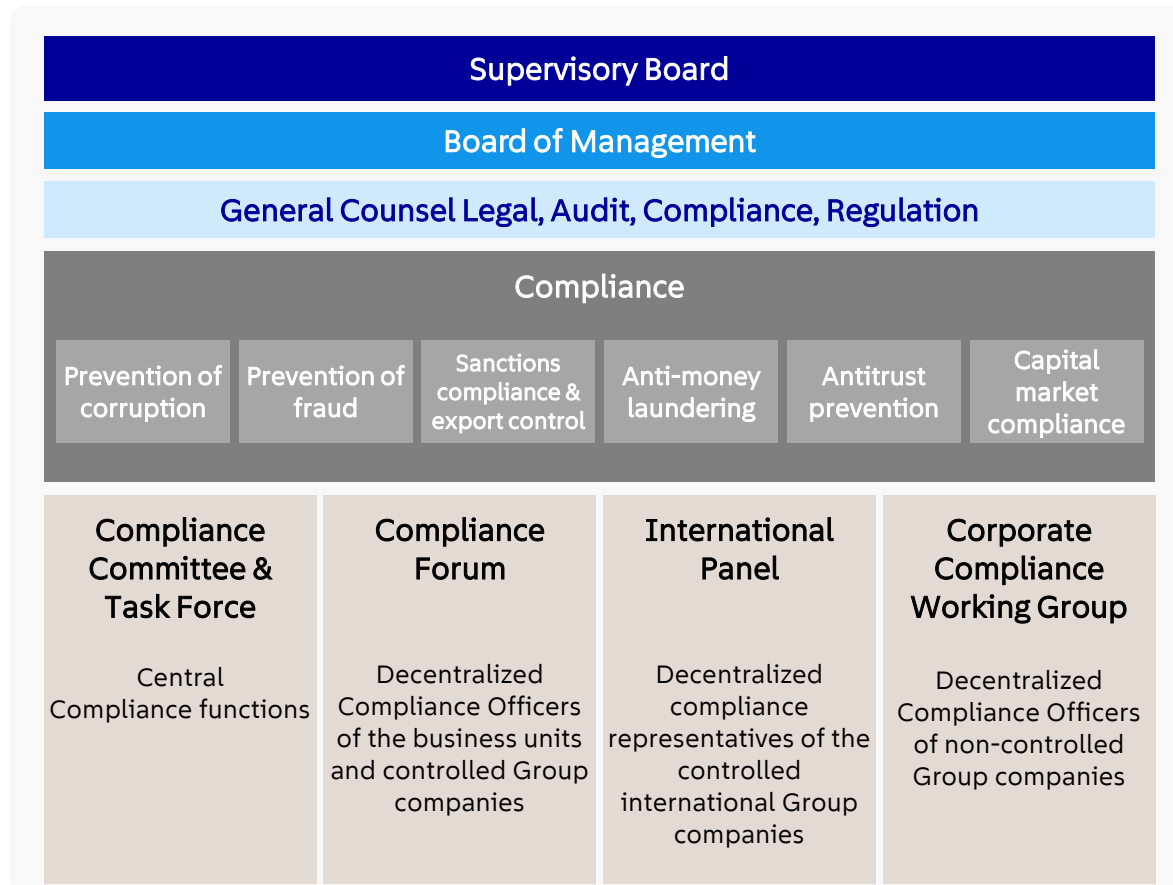 Supervisory Board
Board of Management
General Counsel Legal, Audit, Compliance, Regulation
Compliance
Prevention of
corruption
Prevention of
fraud
Sanctions
compliance &
export control
Anti-money
laundering
Antitrust
prevention
Capital
market
compliance
Compliance
Committee &
Task Force
Central
Compliance functions
Compliance
Forum
Decentralized
Compliance Officers
of the business units
and controlled Group
companies
International
Panel
Decentralized
compliance
representatives of the
controlled
international Group
companies
Corporate
Compliance
Working Group
Decentralized
Compliance Officers
of non-controlled
Group companies